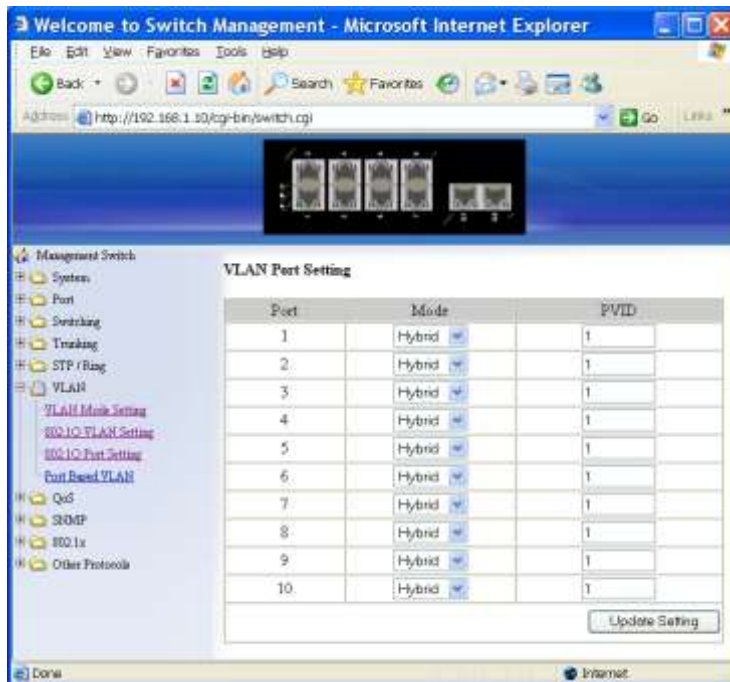 Welcome to Switch Management - Microsoft Internet Explorer
File Edit View Favorites Tools Help
Back Search Favorites
Address http://192.168.1.10/cgi-bin/switch.cgi Go Links
Management Switch
System
Port
Switching
Trunking
STP / Ring
VLAN
VLAN Mode Setting
802.1Q VLAN Setting
802.1Q Port Setting
Port Based VLAN
QoS
SNMP
802.1x
Other Protocols
VLAN Port Setting
Port Mode PVID
1 Hybrid 1
2 Hybrid 1
3 Hybrid 1
4 Hybrid 1
5 Hybrid 1
6 Hybrid 1
7 Hybrid 1
8 Hybrid 1
9 Hybrid 1
10 Hybrid 1
Update Setting
Done Internet